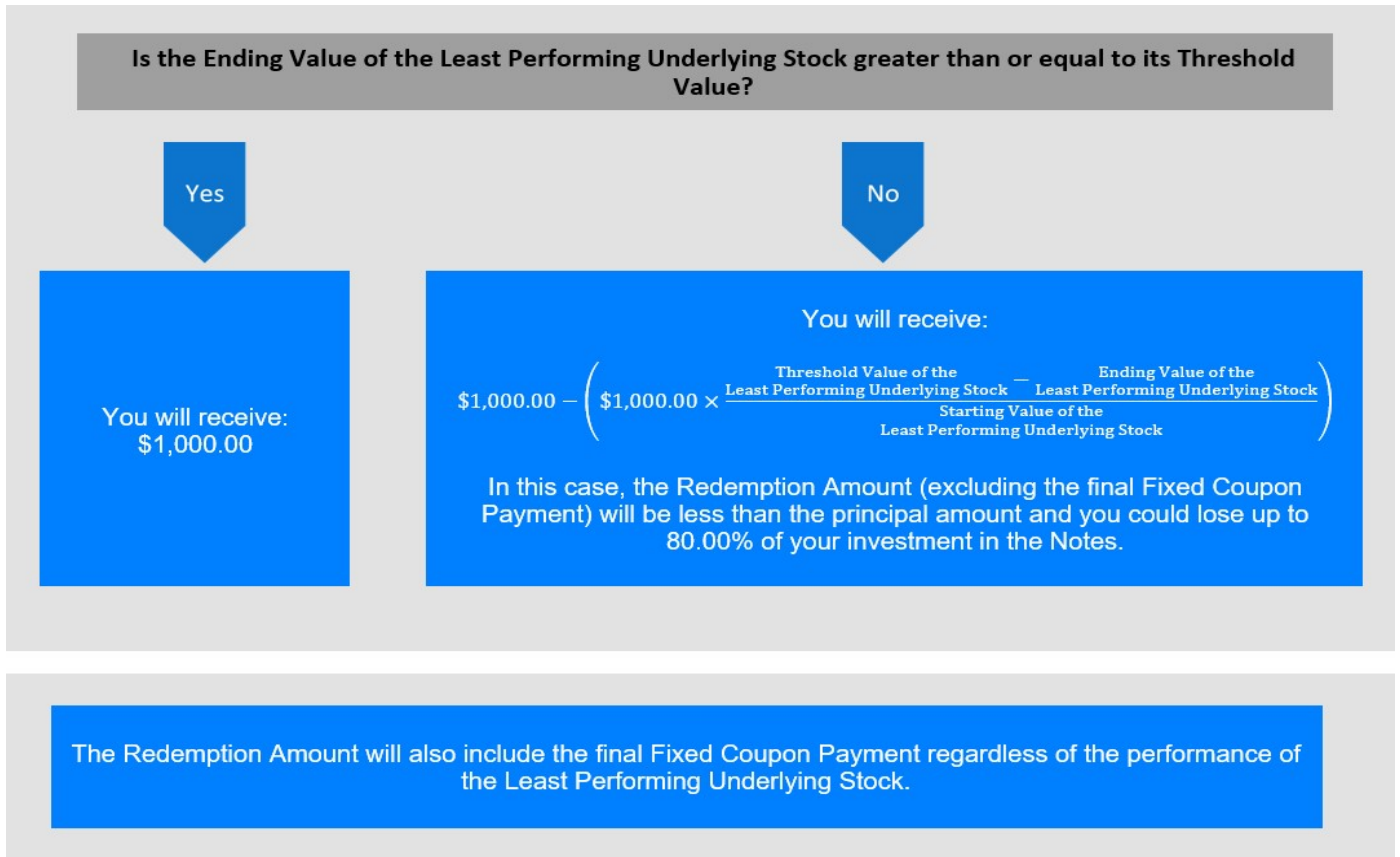 Is the Ending Value of the Least Performing Underlying Stock greater than or equal to its Threshold
Value?
Yes
No
You will receive:
$1,000.00
You will receive:
$1,000.00 − ( $1,000.00 × (Threshold Value of the Least Performing Underlying Stock − Ending Value of the Least Performing Underlying Stock) / Starting Value of the Least Performing Underlying Stock )
In this case, the Redemption Amount (excluding the final Fixed Coupon
Payment) will be less than the principal amount and you could lose up to
80.00% of your investment in the Notes.
The Redemption Amount will also include the final Fixed Coupon Payment regardless of the performance of
the Least Performing Underlying Stock.